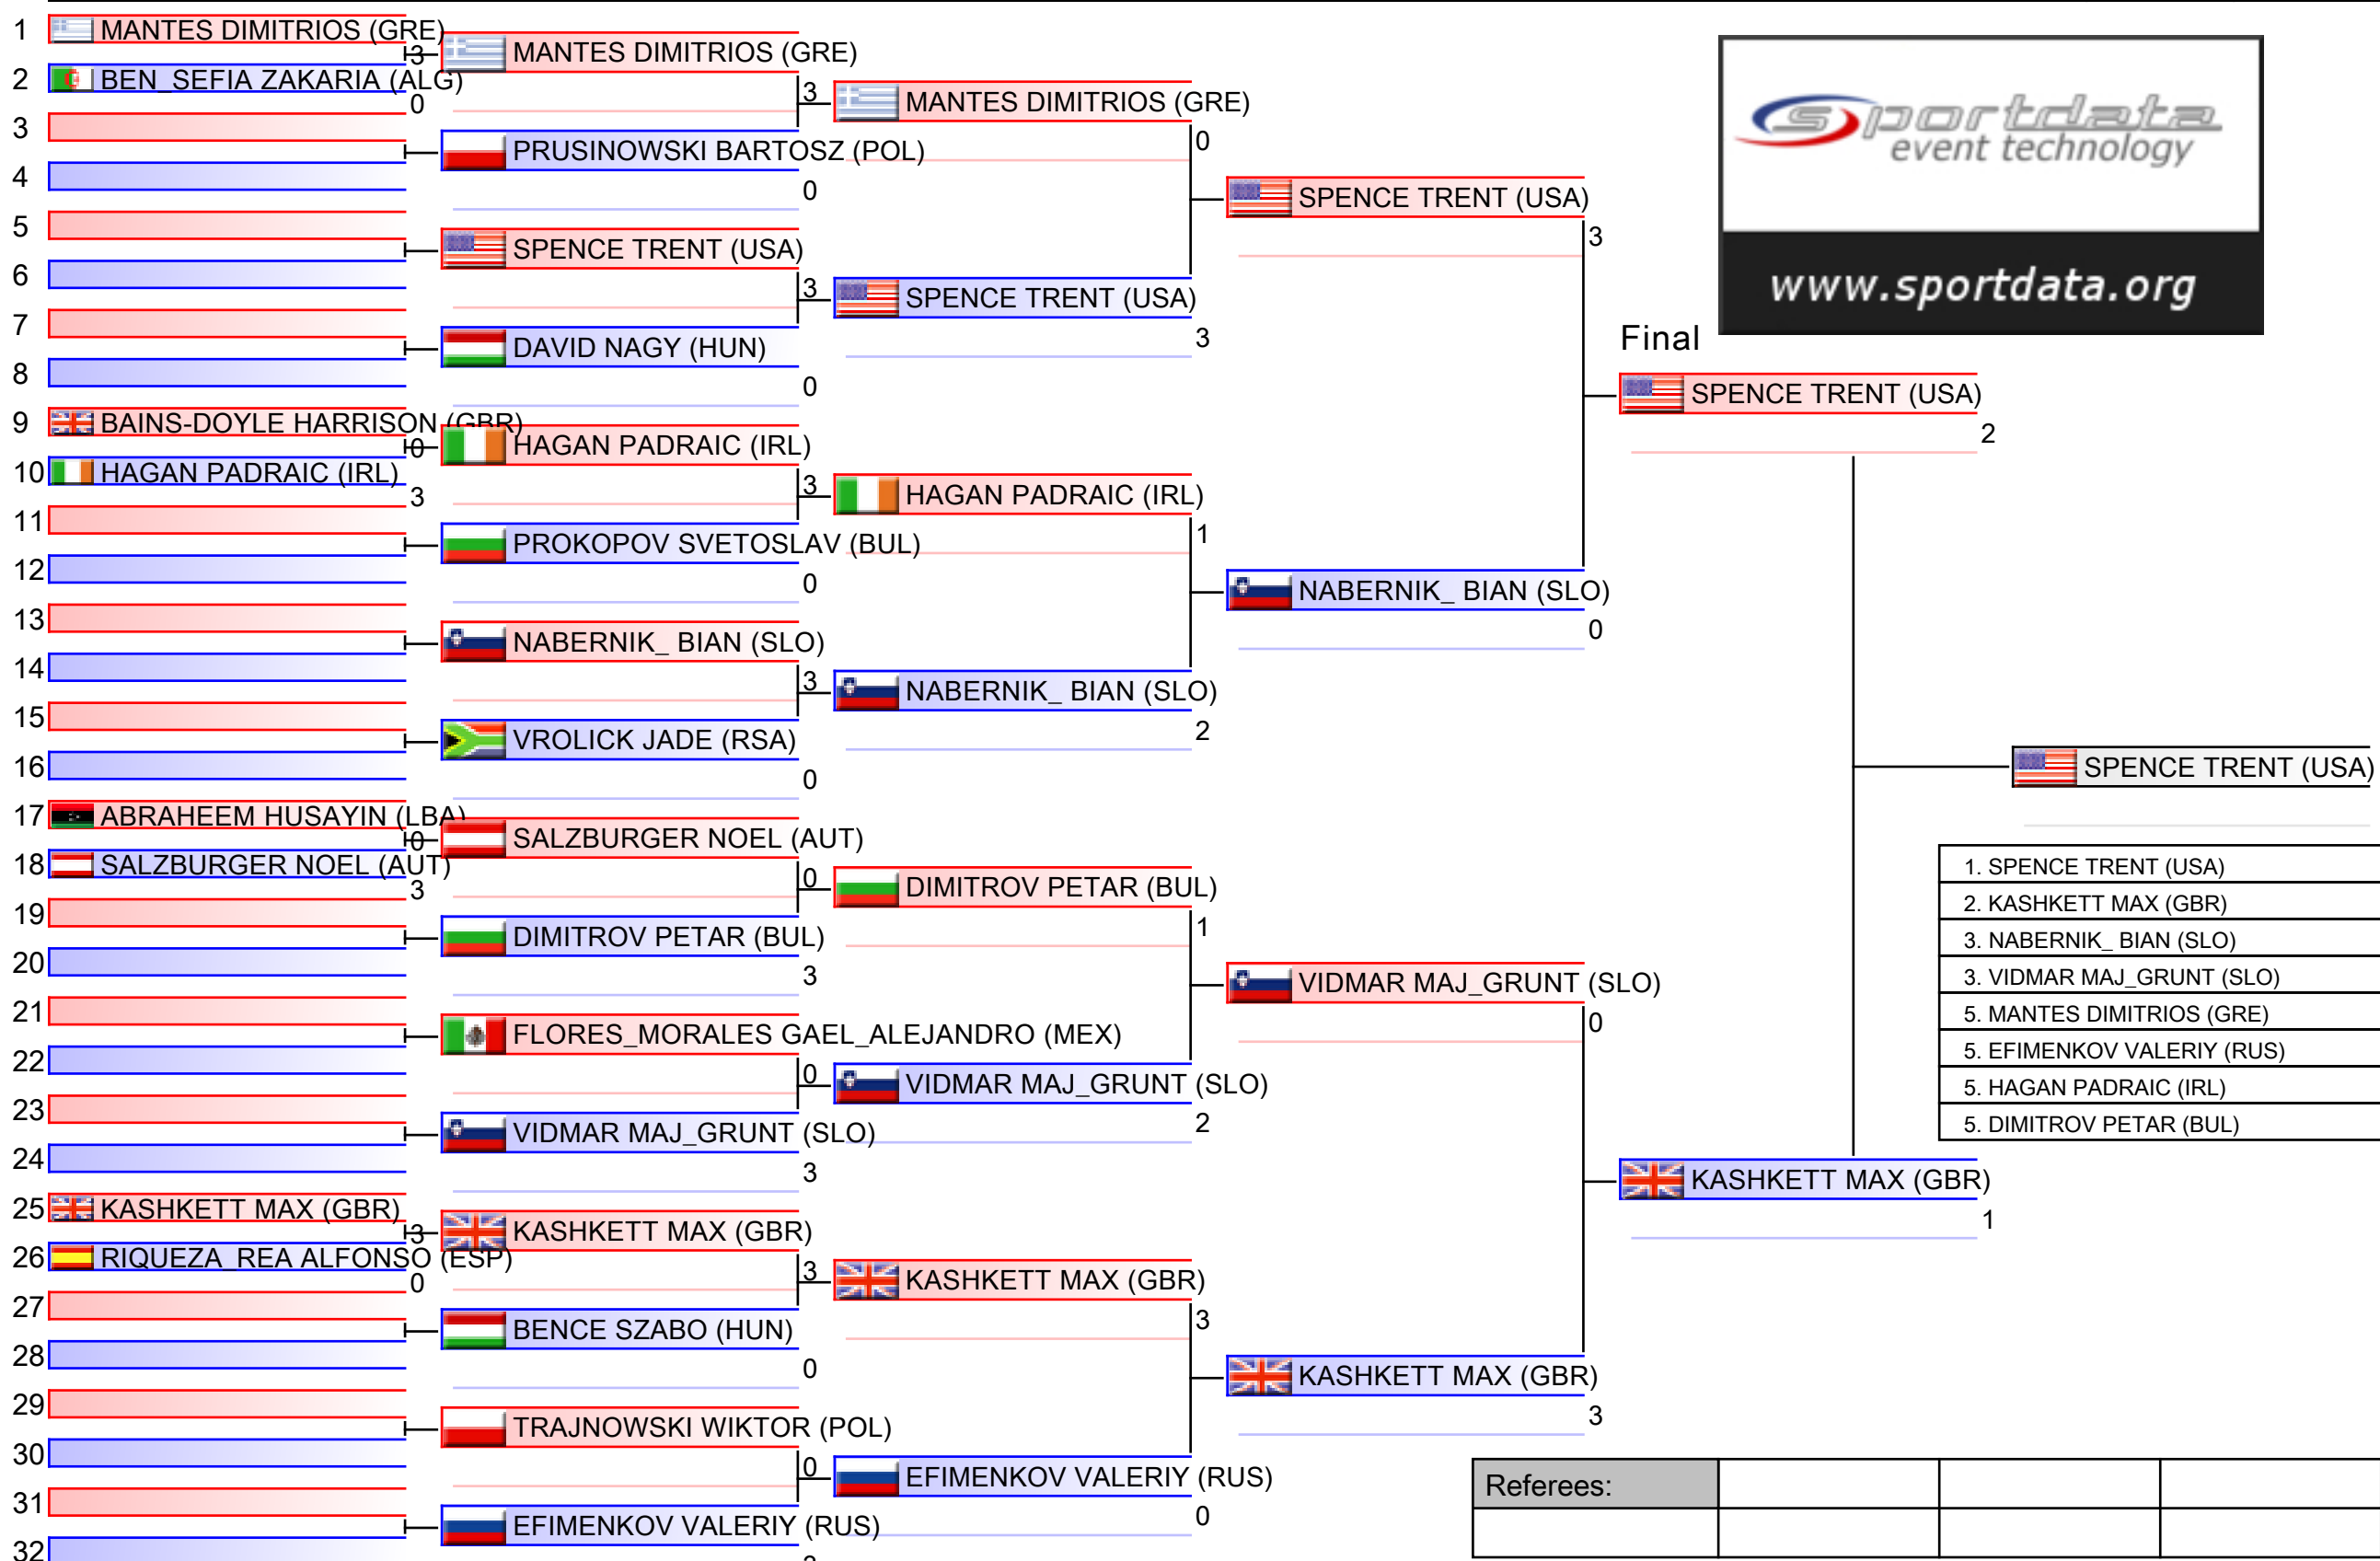 1 MANTES DIMITRIOS (GRE)
3
2 BEN_SEFIA ZAKARIA (ALG)
0
3
4
5
6
7
8
9 BAINS-DOYLE HARRISON (GBR)
0
10 HAGAN PADRAIC (IRL)
3
11
12
13
14
15
16
17 ABRAHEEM HUSAYIN (LBA)
0
18 SALZBURGER NOEL (AUT)
3
19
20
21
22
23
24
25 KASHKETT MAX (GBR)
3
26 RIQUEZA_REA ALFONSO (ESP)
0
27
28
29
30
31
32
MANTES DIMITRIOS (GRE)
3
PRUSINOWSKI BARTOSZ (POL)
0
SPENCE TRENT (USA)
3
DAVID NAGY (HUN)
0
HAGAN PADRAIC (IRL)
3
PROKOPOV SVETOSLAV (BUL)
0
NABERNIK_ BIAN (SLO)
3
VROLICK JADE (RSA)
0
SALZBURGER NOEL (AUT)
0
DIMITROV PETAR (BUL)
3
FLORES_MORALES GAEL_ALEJANDRO (MEX)
0
VIDMAR MAJ_GRUNT (SLO)
3
KASHKETT MAX (GBR)
3
BENCE SZABO (HUN)
0
TRAJNOWSKI WIKTOR (POL)
0
EFIMENKOV VALERIY (RUS)
MANTES DIMITRIOS (GRE)
0
SPENCE TRENT (USA)
3
HAGAN PADRAIC (IRL)
1
NABERNIK_ BIAN (SLO)
2
DIMITROV PETAR (BUL)
1
VIDMAR MAJ_GRUNT (SLO)
2
KASHKETT MAX (GBR)
3
EFIMENKOV VALERIY (RUS)
0
SPENCE TRENT (USA)
3
NABERNIK_ BIAN (SLO)
0
VIDMAR MAJ_GRUNT (SLO)
0
KASHKETT MAX (GBR)
3
sportdata
event technology
www.sportdata.org
Final
SPENCE TRENT (USA)
2
KASHKETT MAX (GBR)
1
SPENCE TRENT (USA)
1. SPENCE TRENT (USA)
2. KASHKETT MAX (GBR)
3. NABERNIK_ BIAN (SLO)
3. VIDMAR MAJ_GRUNT (SLO)
5. MANTES DIMITRIOS (GRE)
5. EFIMENKOV VALERIY (RUS)
5. HAGAN PADRAIC (IRL)
5. DIMITROV PETAR (BUL)
Referees: